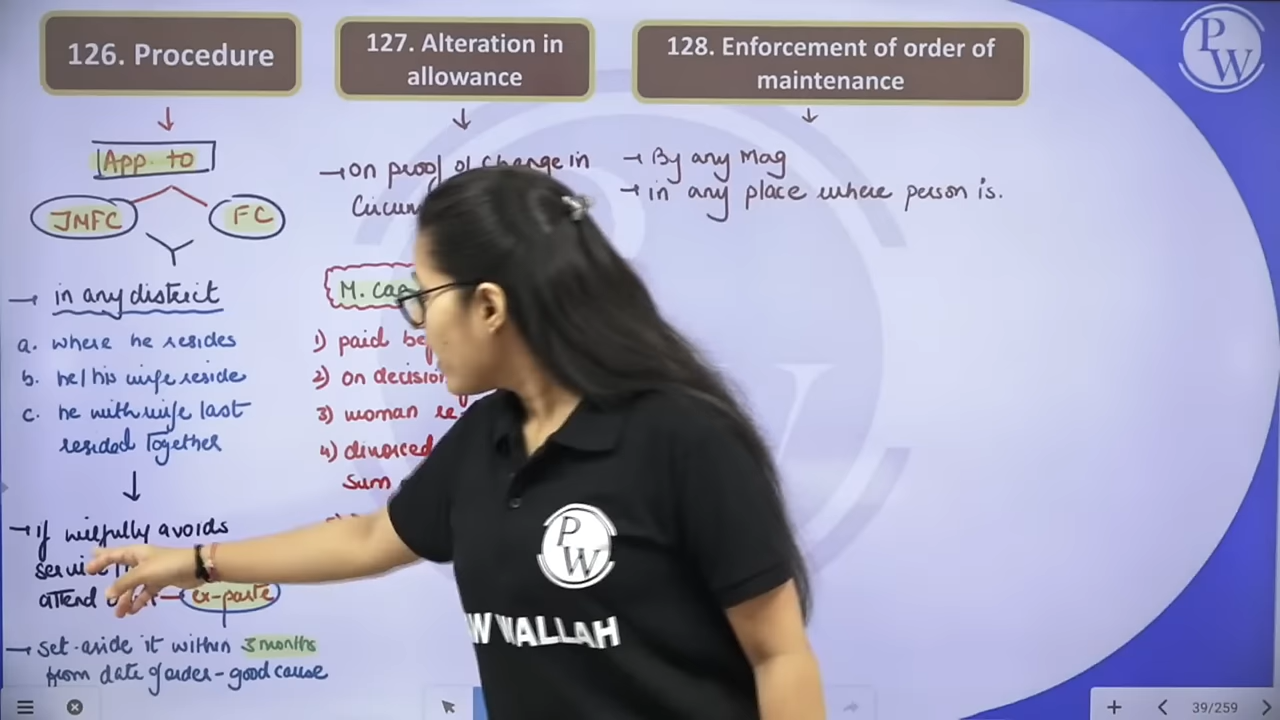 126. Procedure
App. to
JMFC
FC
→ in any district
a. where he resides
b. he/his wife reside
c. he with wife last
resided together
→ If wilfully avoids
attend
ex-parte
→ set-aside it within 3 months
from date of order - good cause
127. Alteration in
allowance
→ on proof of change in
M.
1) paid
2) on decision
3) woman
4) divorced
Sum
128. Enforcement of order of
maintenance
→ By any Mag
→ in any place where person is.
PW
PW
WALLAH
39/259